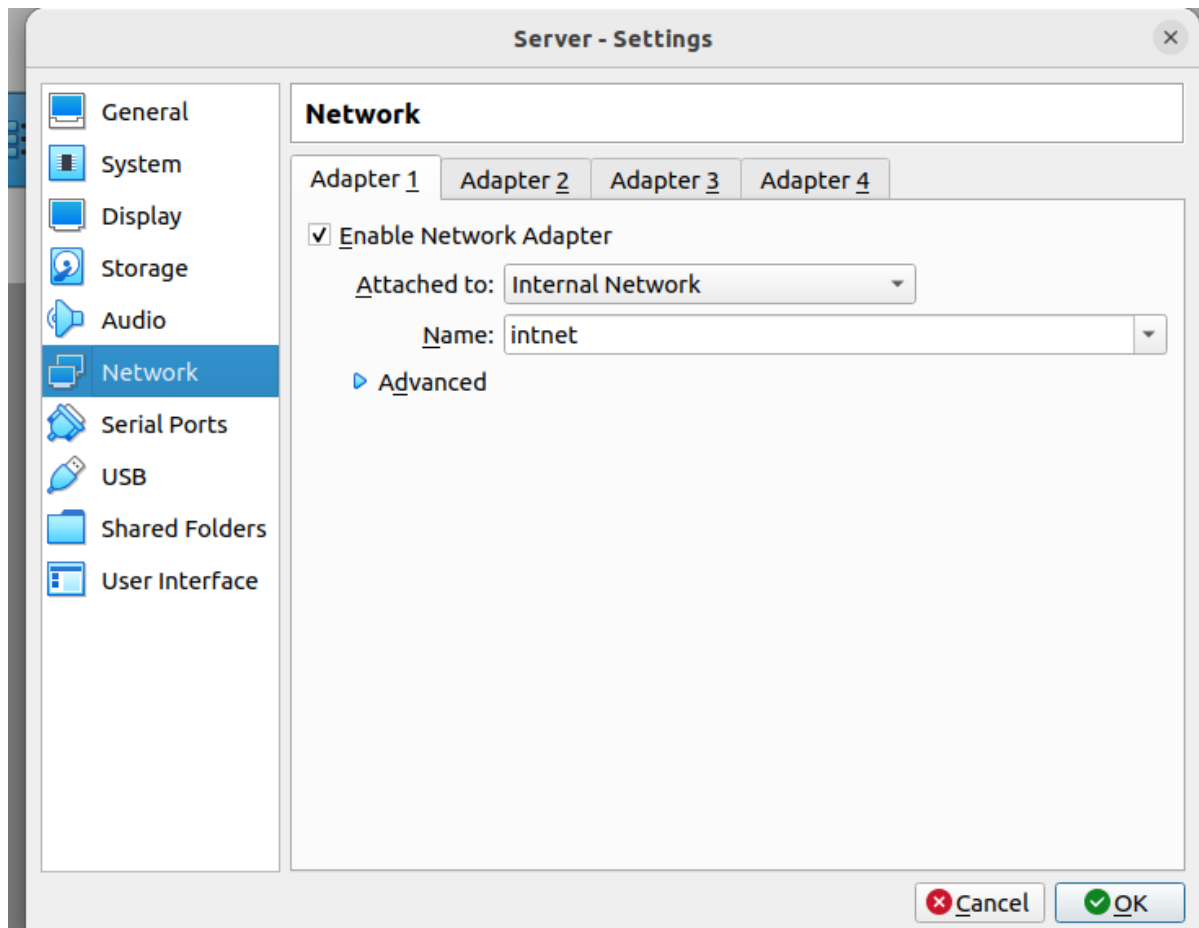 Server - Settings
General
System
Display
Storage
Audio
Network
Serial Ports
USB
Shared Folders
User Interface
Network
Adapter 1 Adapter 2 Adapter 3 Adapter 4
Enable Network Adapter
Attached to: Internal Network
Name: intnet
Advanced
Cancel OK